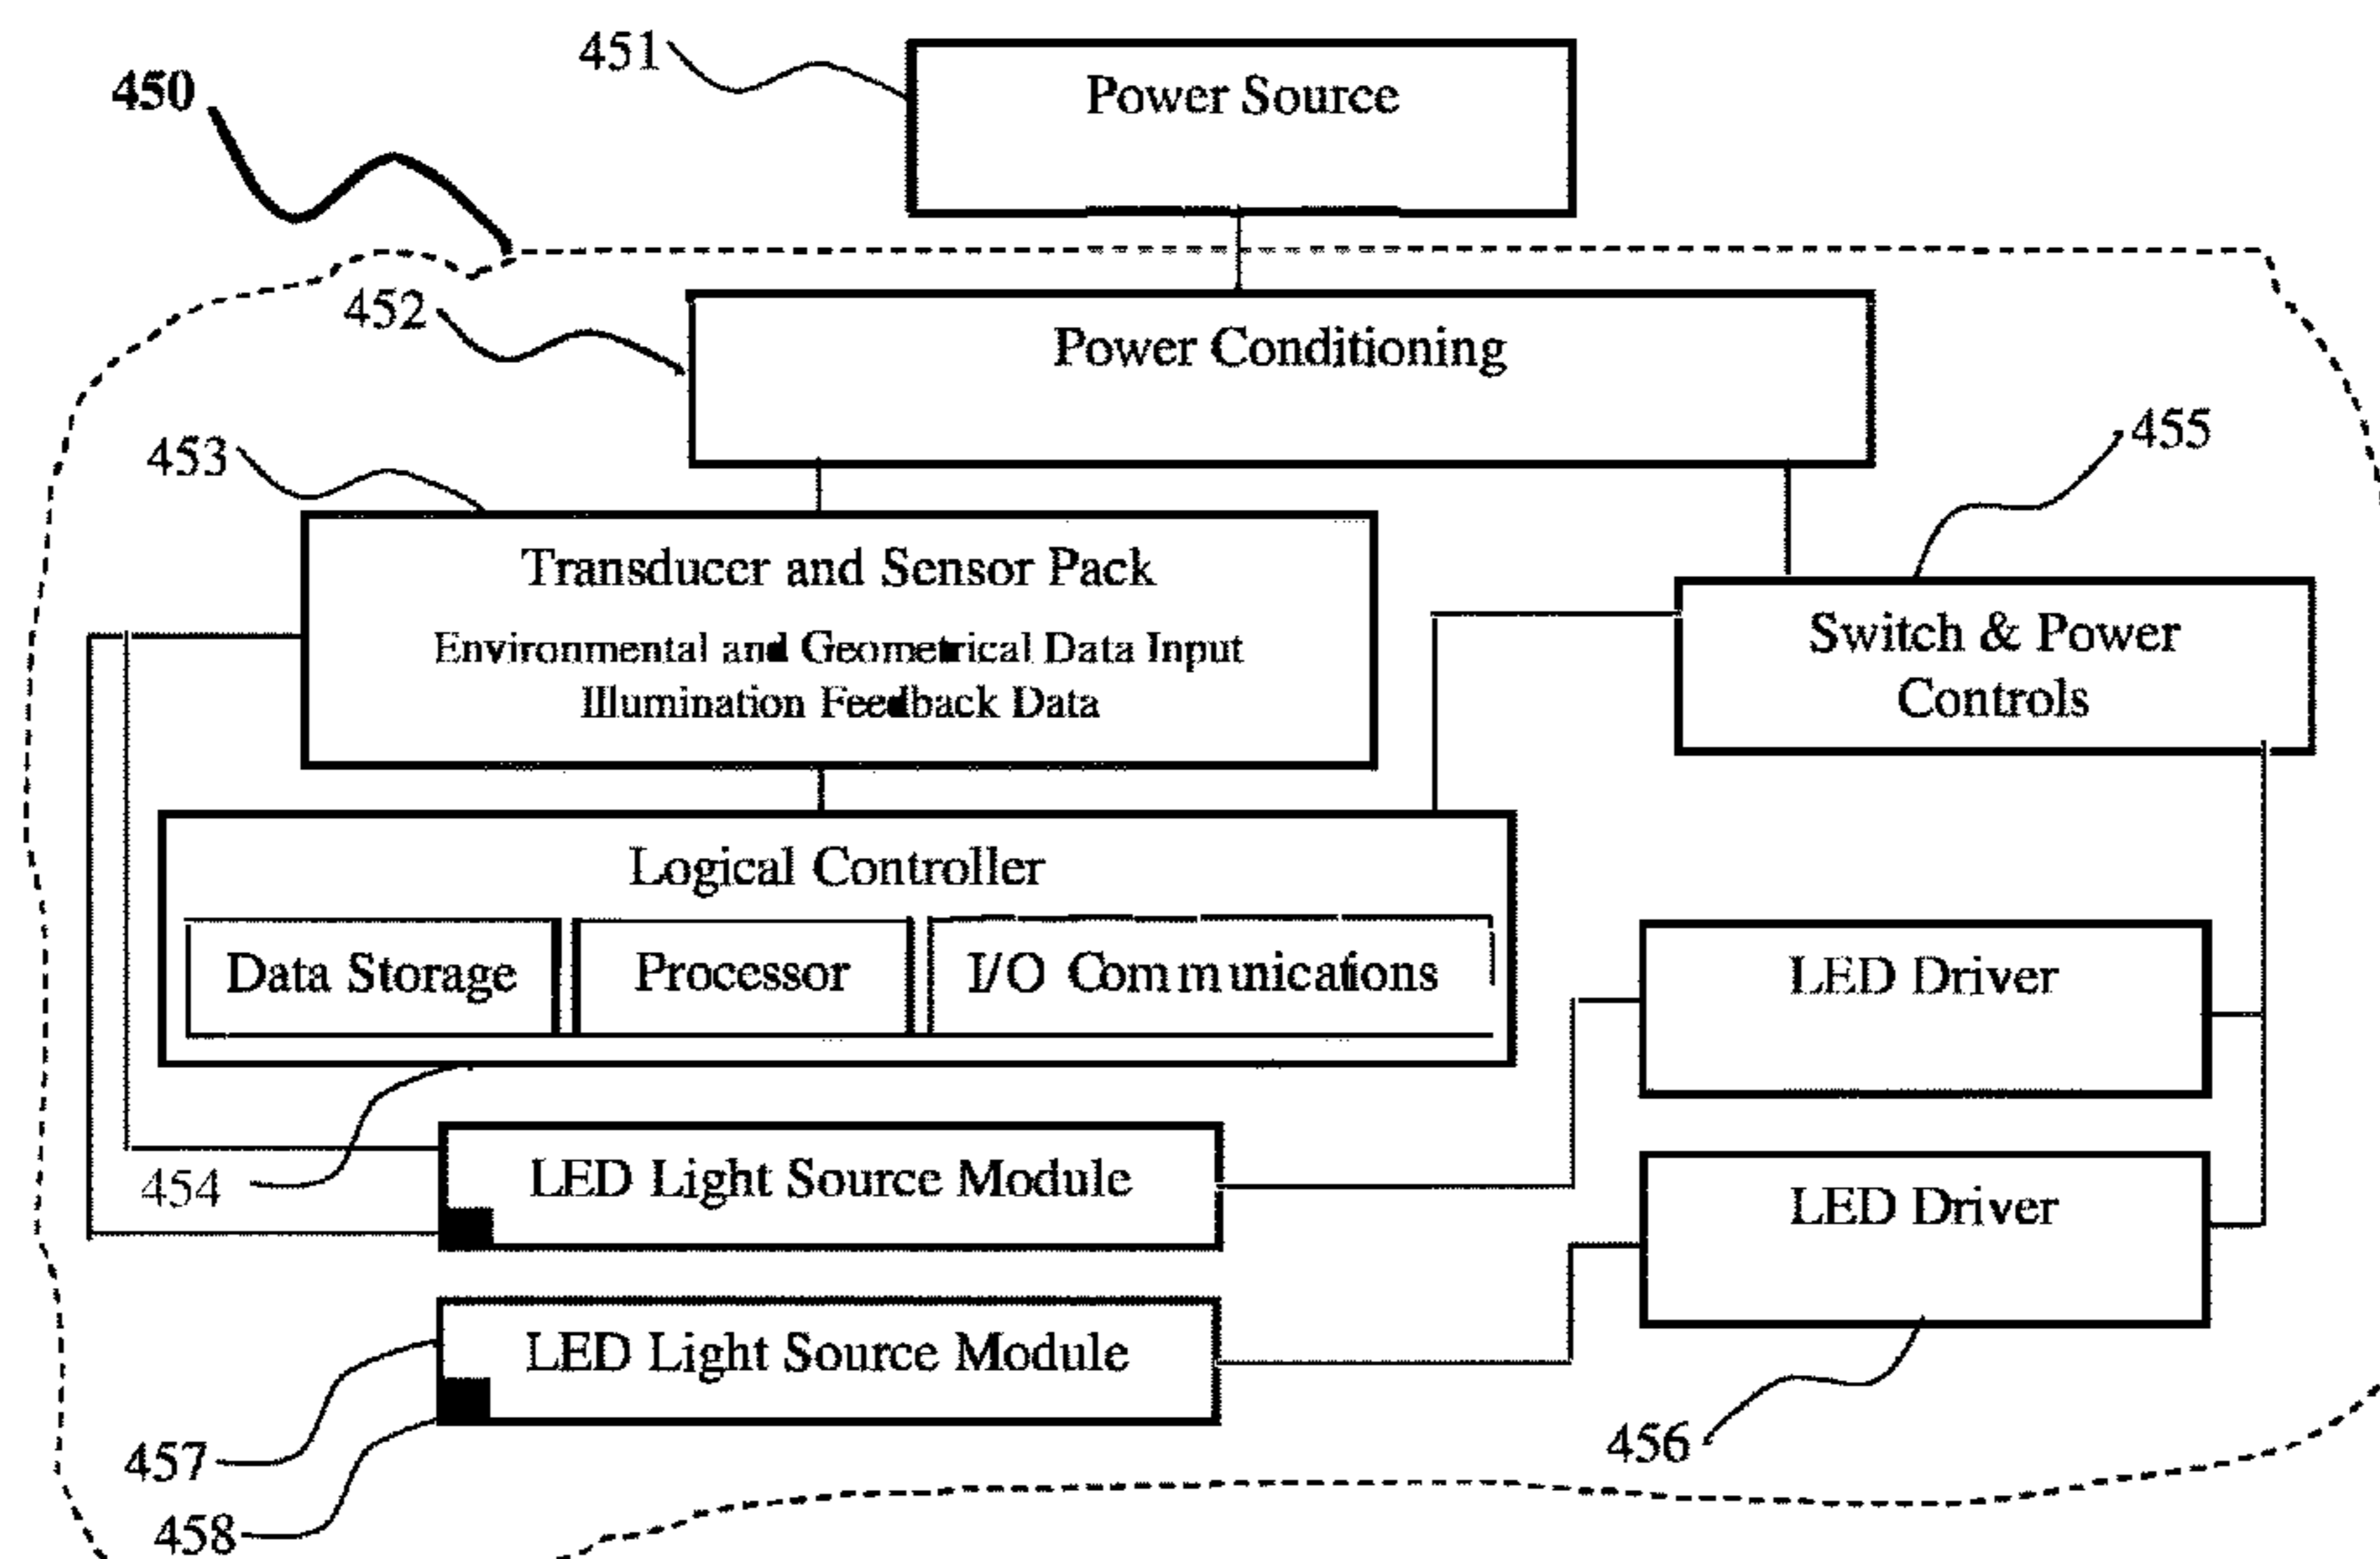 451
Power Source
450
452
Power Conditioning
453
455
Transducer and Sensor Pack
Environmental and Geometrical Data Input
Illumination Feedback Data
Switch & Power
Controls
Logical Controller
Data Storage
Processor
I/O Communications
LED Driver
454
LED Light Source Module
LED Driver
LED Light Source Module
457
456
458